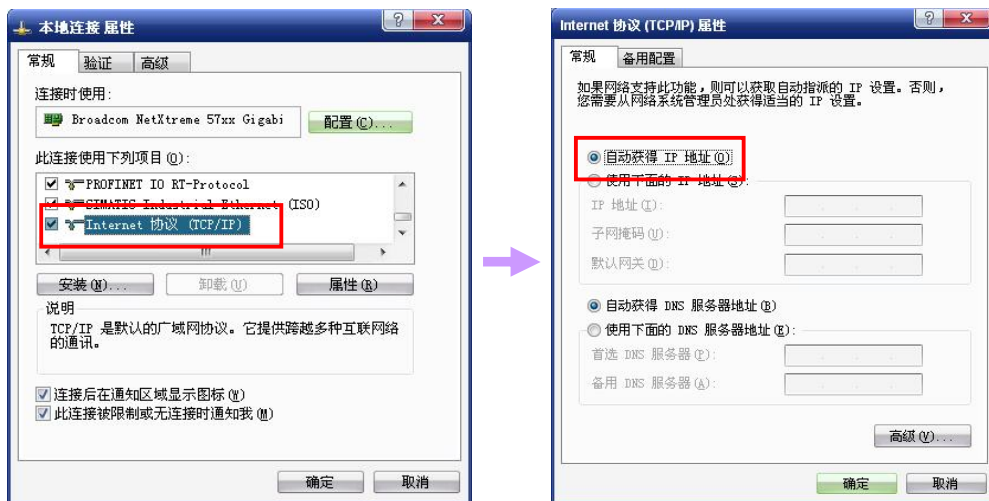 本地连接 属性
常规 验证 高级
连接时使用:
Broadcom NetXtreme 57xx Gigabi
配置(C)...
此连接使用下列项目(O):
PROFINET IO RT-Protocol
SIMATIC Industrial Ethernet (ISO)
Internet 协议 (TCP/IP)
安装(N)... 卸载(U) 属性(R)
说明
TCP/IP 是默认的广域网协议。它提供跨越多种互联网络
的通讯。
连接后在通知区域显示图标(W)
此连接被限制或无连接时通知我(M)
确定 取消
Internet 协议 (TCP/IP) 属性
常规 备用配置
如果网络支持此功能，则可以获取自动指派的 IP 设置。否则，
您需要从网络系统管理员处获得适当的 IP 设置。
自动获得 IP 地址(O)
使用下面的 IP 地址(S):
IP 地址(I):
子网掩码(U):
默认网关(D):
自动获得 DNS 服务器地址(B)
使用下面的 DNS 服务器地址(E):
首选 DNS 服务器(P):
备用 DNS 服务器(A):
高级(V)...
确定 取消